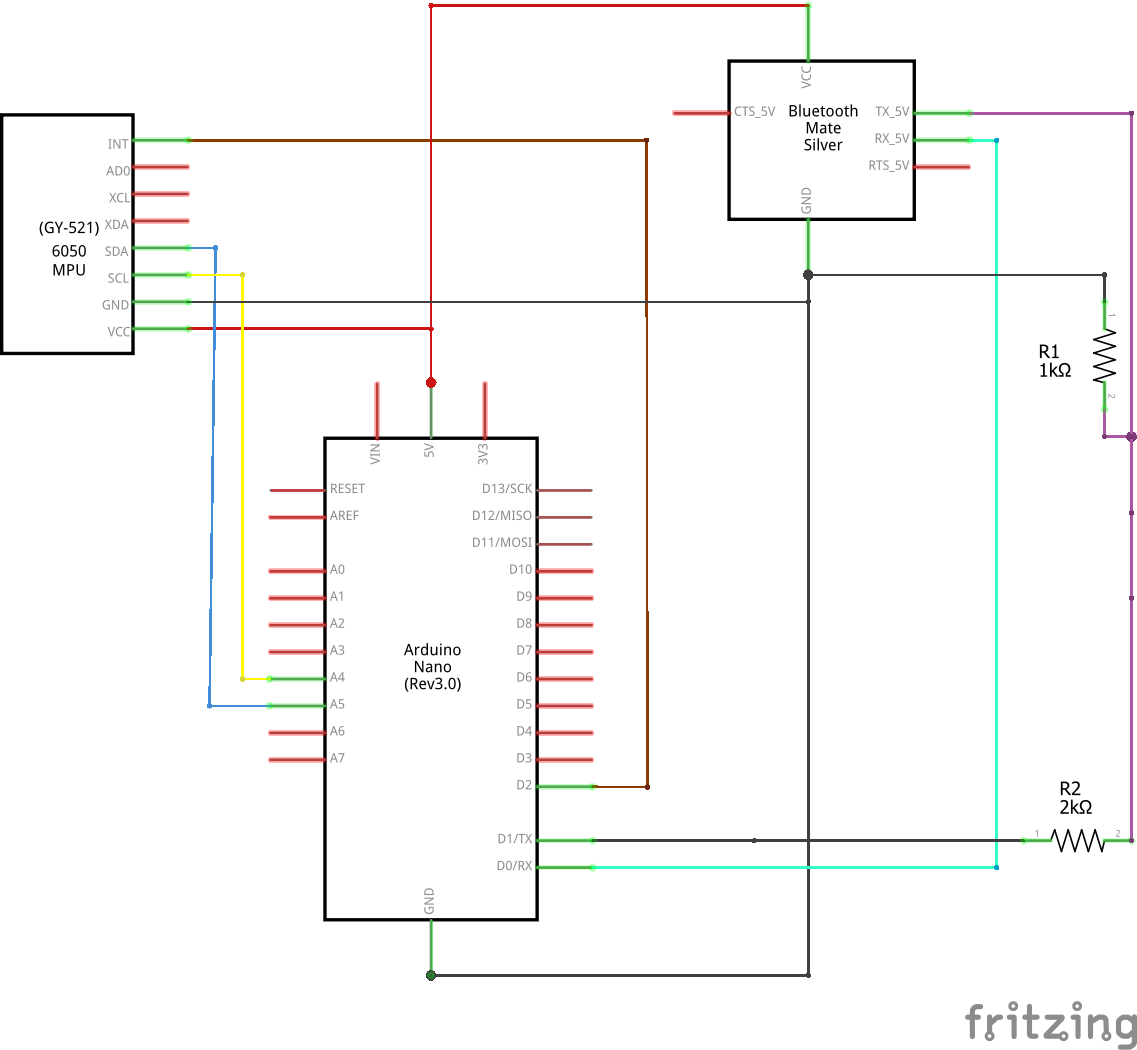 VCC
CTS_5V
Bluetooth
Mate
Silver
TX_5V
RX_5V
RTS_5V
GND
INT
AD0
XCL
XDA
SDA
SCL
GND
VCC
(GY-521)
6050
MPU
R1
1kΩ
1
2
VIN
5V
3V3
RESET
AREF
A0
A1
A2
A3
A4
A5
A6
A7
Arduino
Nano
(Rev3.0)
D13/SCK
D12/MISO
D11/MOSI
D10
D9
D8
D7
D6
D5
D4
D3
D2
D1/TX
D0/RX
GND
R2
2kΩ
1
2
fritzing